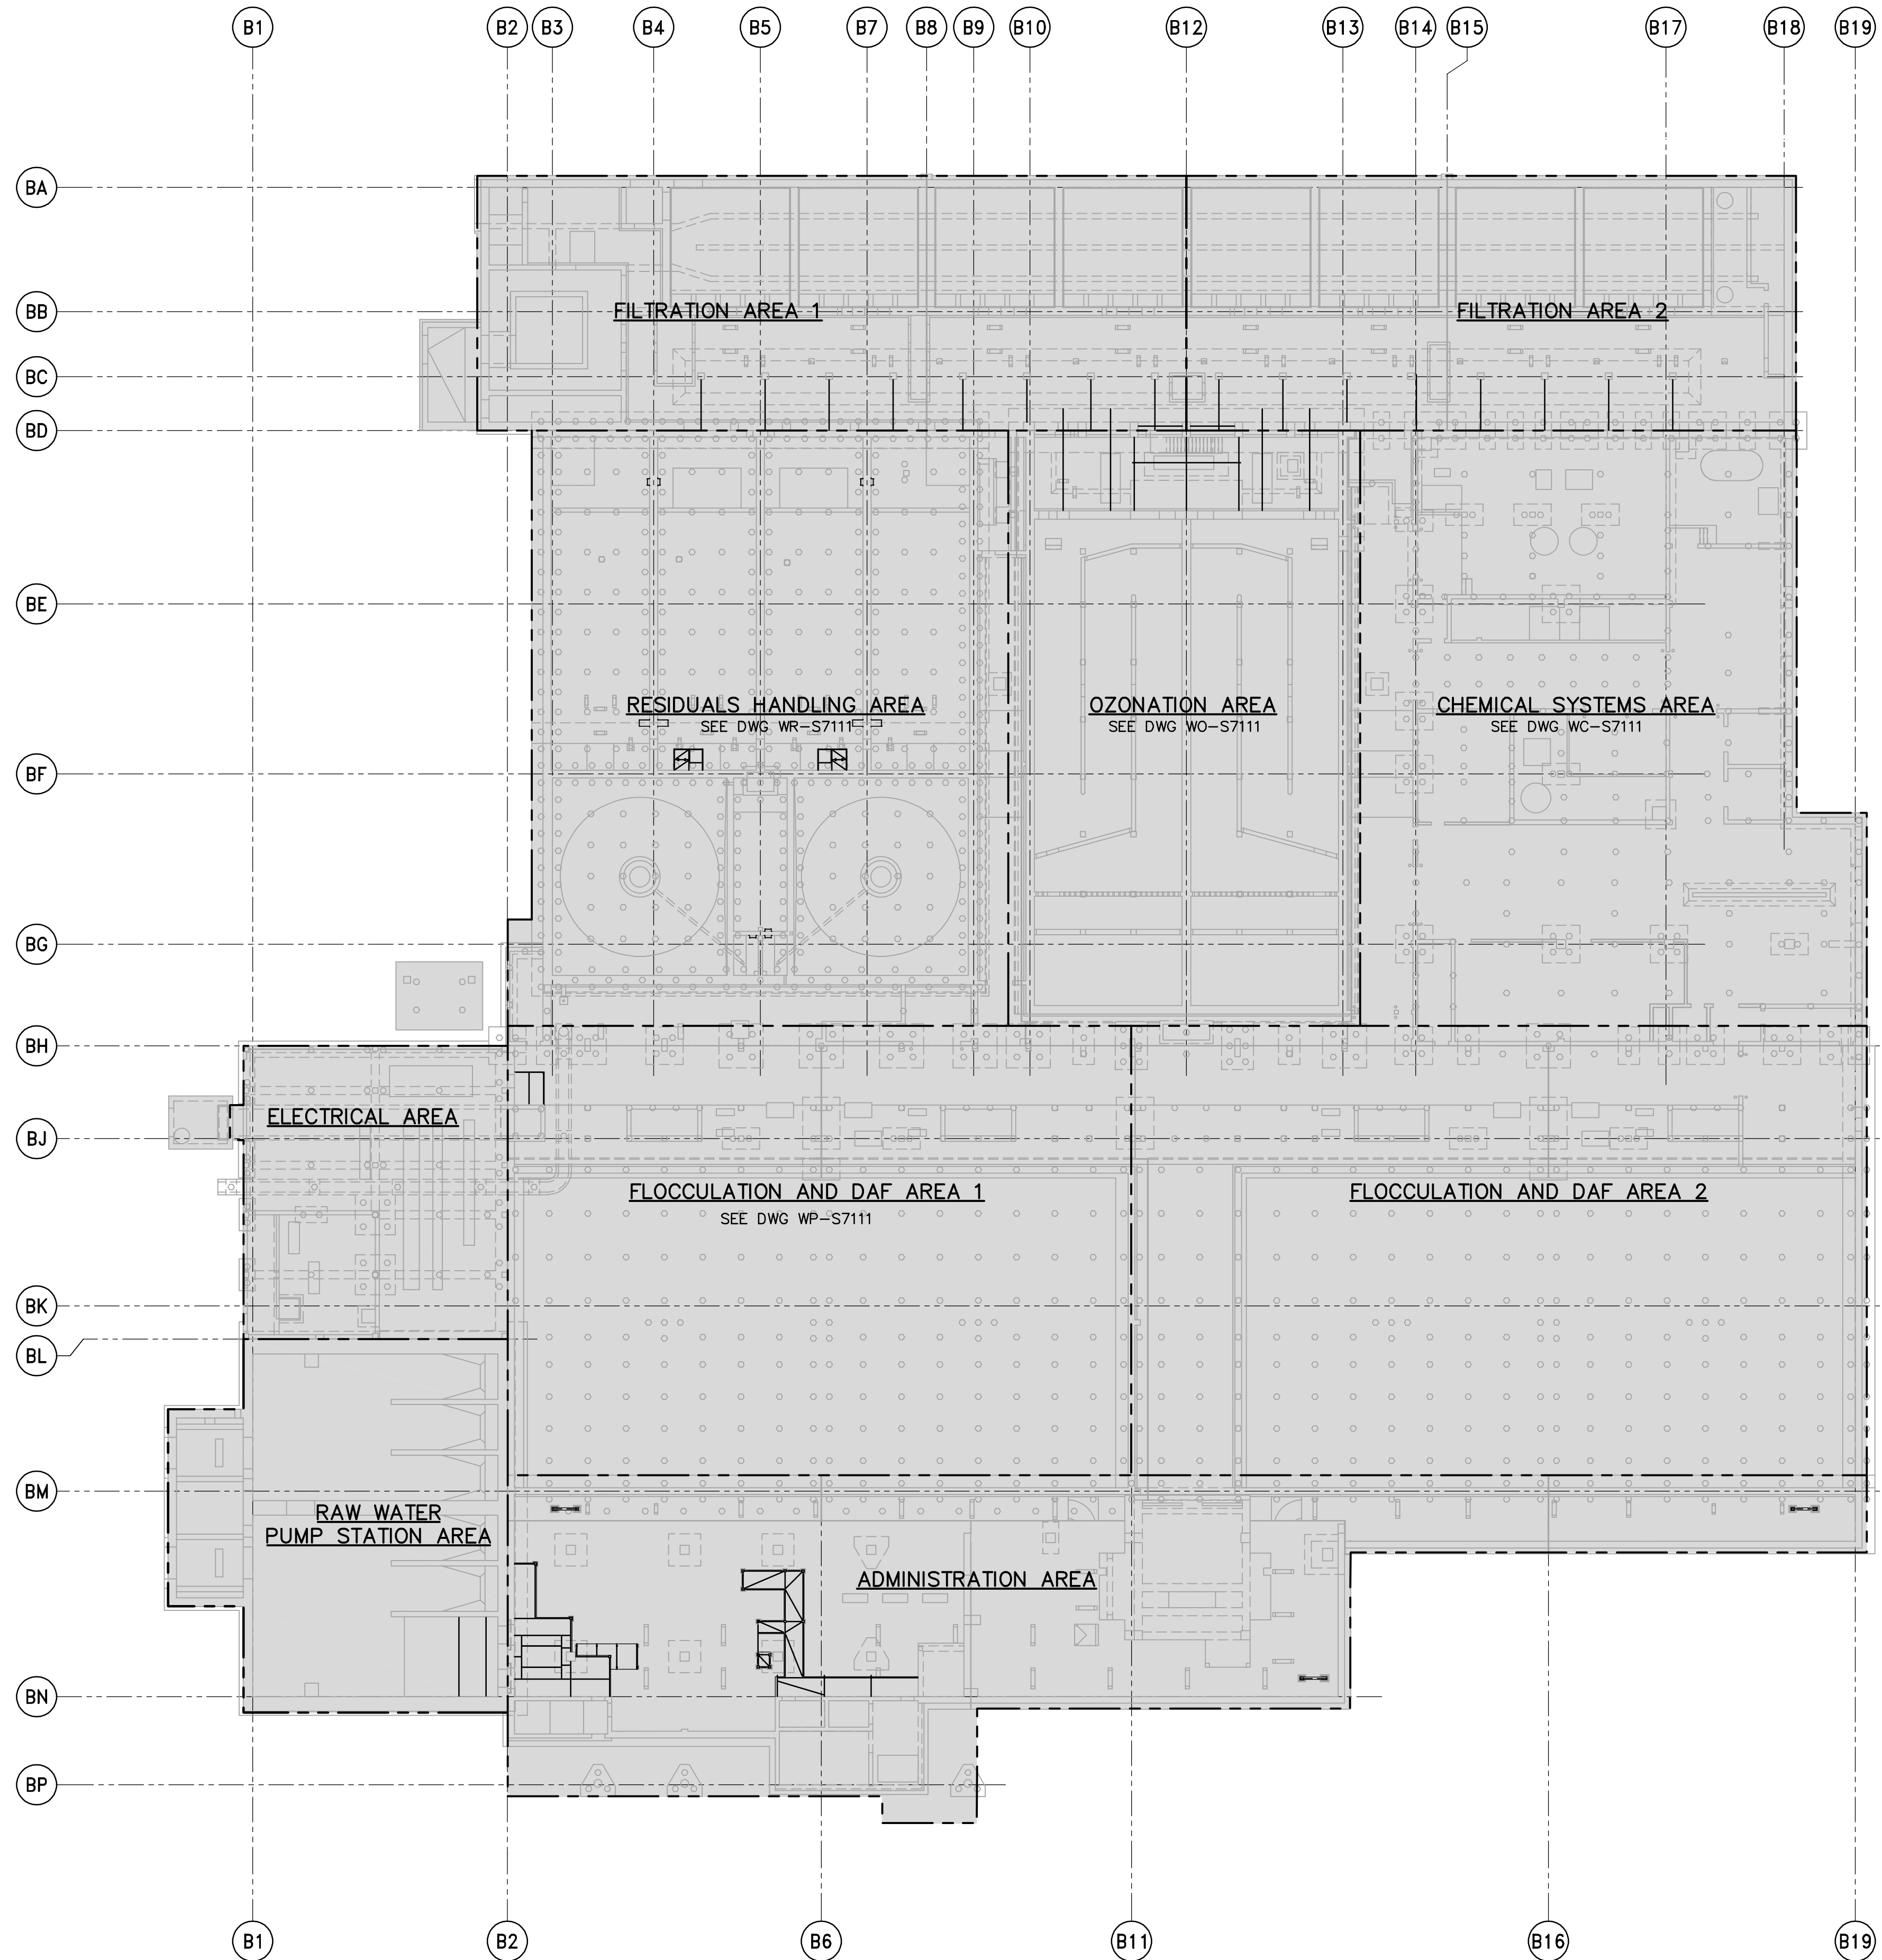 B1 B2 B3 B4 B5 B7 B8 B9 B10 B12 B13 B14 B15 B17 B18 B19
BA
BB
FILTRATION AREA 1
FILTRATION AREA 2
BC
BD
BE
RESIDUALS HANDLING AREA
SEE DWG WR-S7111
OZONATION AREA
SEE DWG WO-S7111
CHEMICAL SYSTEMS AREA
SEE DWG WC-S7111
BF
BG
BH
ELECTRICAL AREA
BJ
FLOCCULATION AND DAF AREA 1
SEE DWG WP-S7111
FLOCCULATION AND DAF AREA 2
BK
BL
BM
RAW WATER
PUMP STATION AREA
ADMINISTRATION AREA
BN
BP
B1 B2 B6 B11 B16 B19